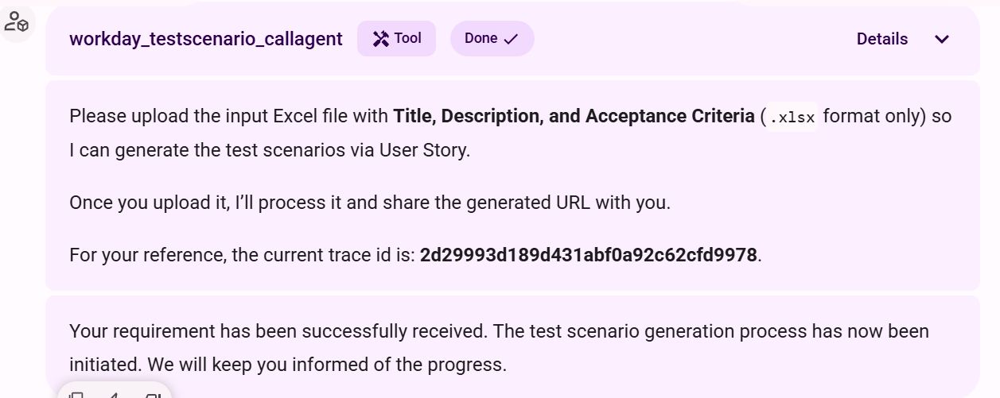 workday_testscenario_callagent Tool Done Details
Please upload the input Excel file with Title, Description, and Acceptance Criteria (.xlsx format only) so
I can generate the test scenarios via User Story.
Once you upload it, I’ll process it and share the generated URL with you.
For your reference, the current trace id is: 2d29993d189d431abf0a92c62cfd9978.
Your requirement has been successfully received. The test scenario generation process has now been
initiated. We will keep you informed of the progress.